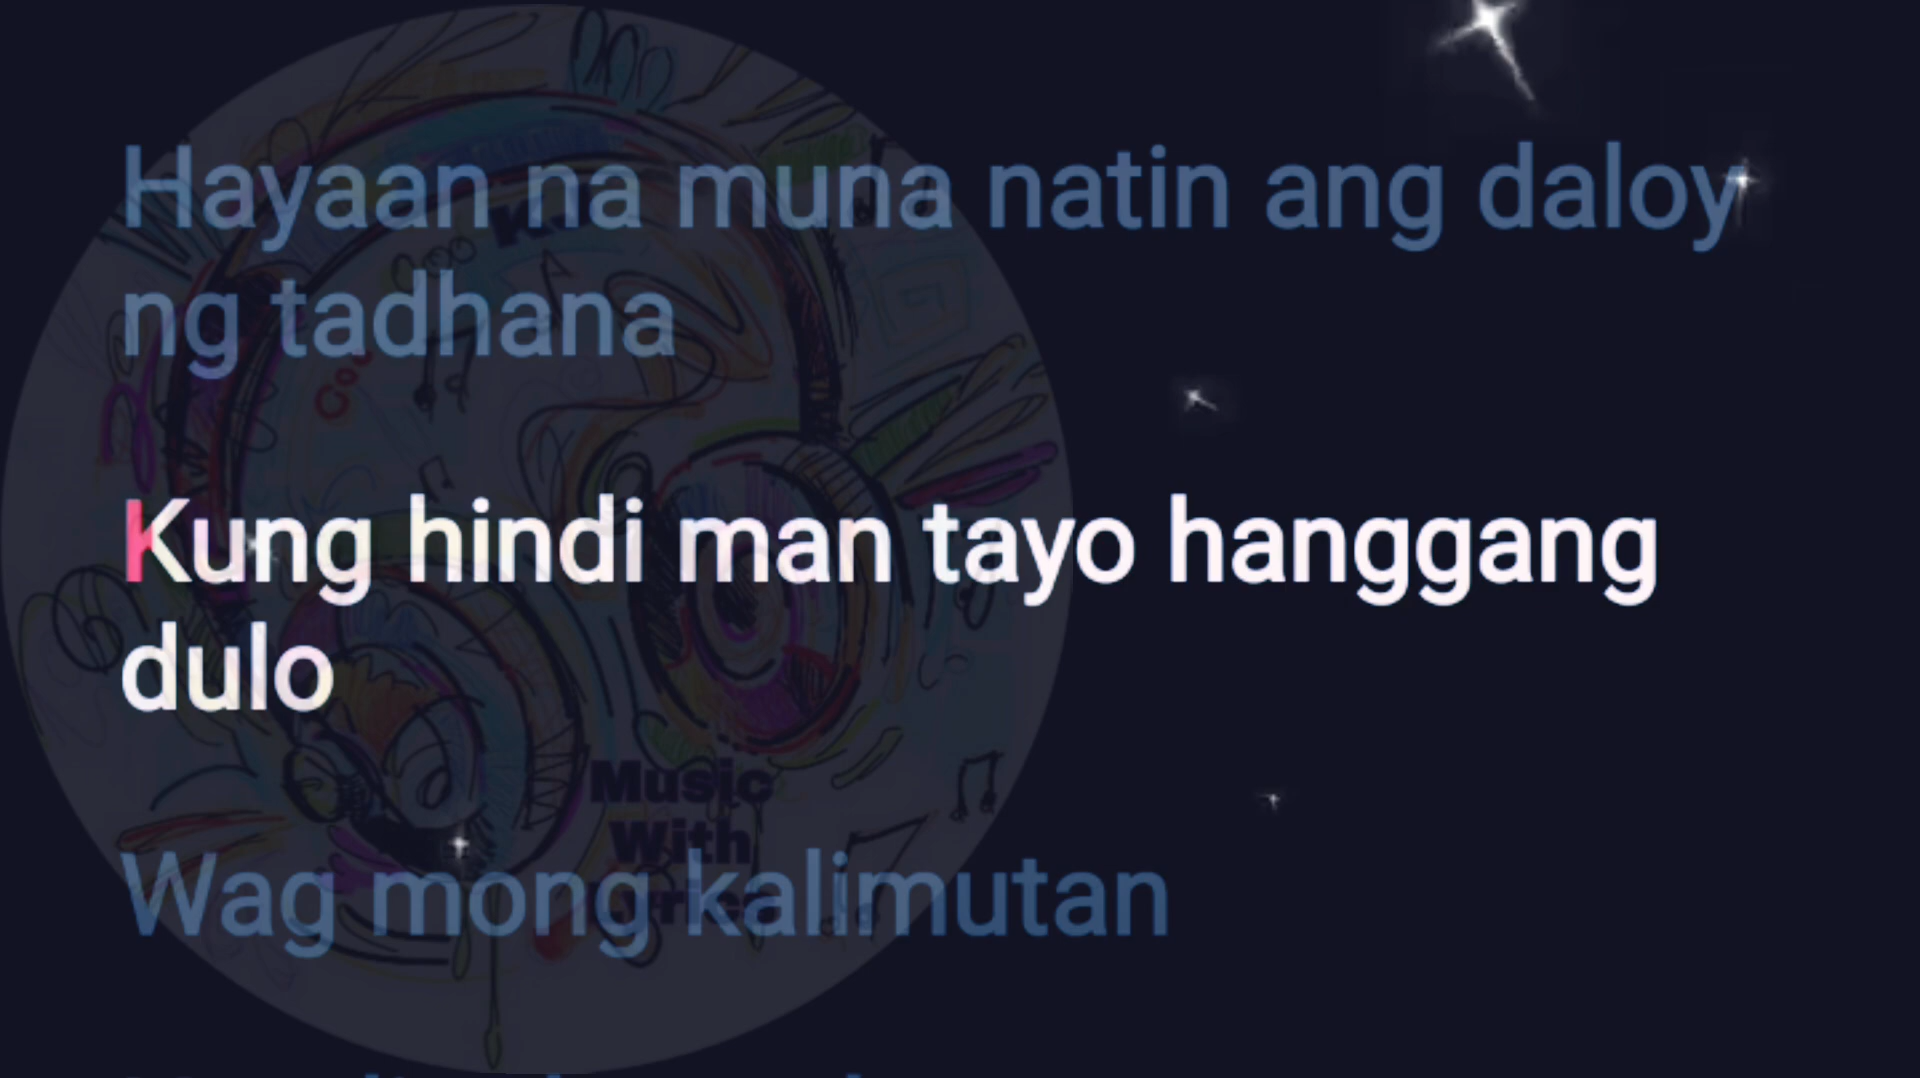 Hayaan na muna natin ang daloy
ng tadhana
Kung hindi man tayo hanggang
dulo
Music
With
Lyrics
Wag mong kalimutan